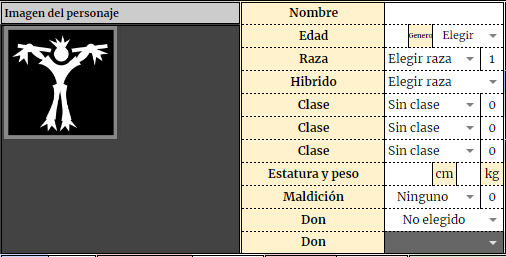 Imagen del personaje
Nombre
Edad Genero Elegir
Raza Elegir raza 1
Hibrido Elegir raza
Clase Sin clase 0
Clase Sin clase 0
Clase Sin clase 0
Estatura y peso cm kg
Maldición Ninguno 0
Don No elegido
Don